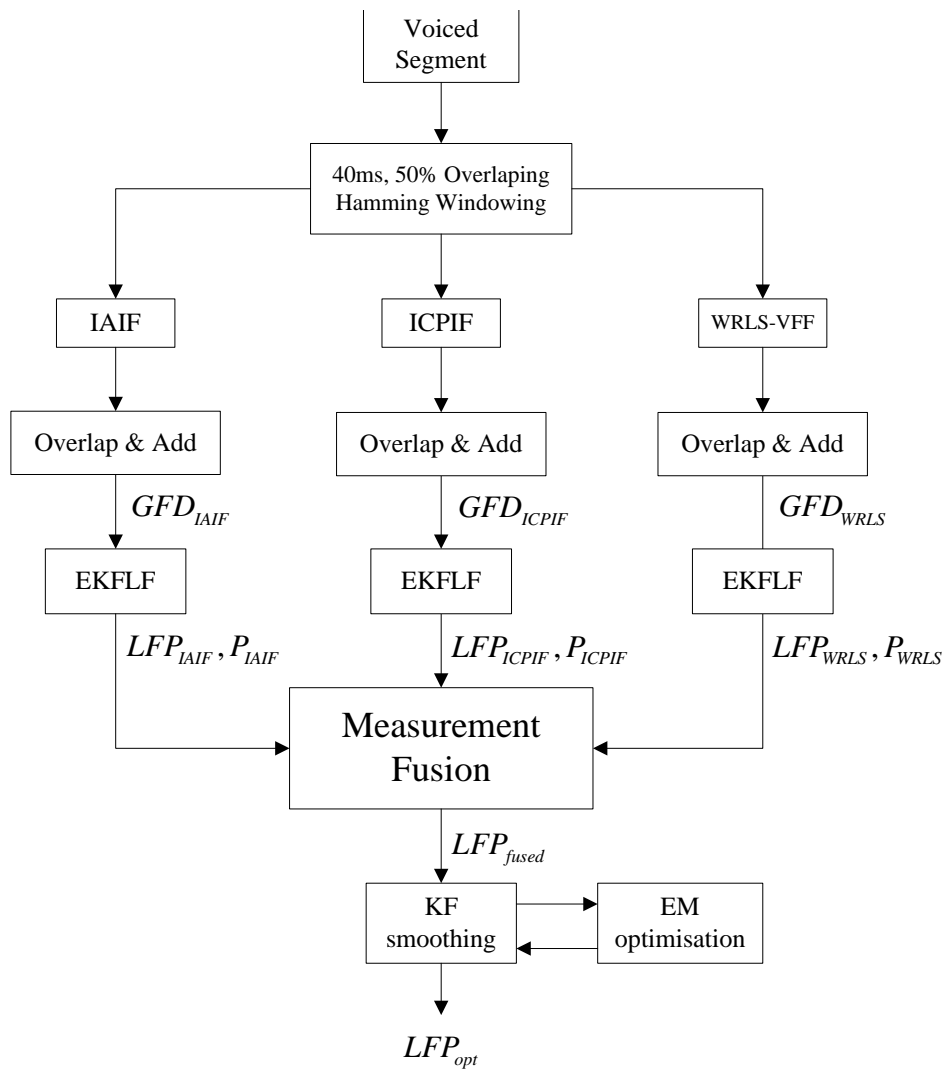 Voiced
Segment
40ms, 50% Overlaping
Hamming Windowing
IAIF
ICPIF
WRLS-VFF
Overlap & Add
Overlap & Add
Overlap & Add
GFD_IAIF
GFD_ICPIF
GFD_WRLS
EKFLF
EKFLF
EKFLF
LFP_IAIF, P_IAIF
LFP_ICPIF, P_ICPIF
LFP_WRLS, P_WRLS
Measurement
Fusion
LFP_fused
KF
smoothing
EM
optimisation
LFP_opt